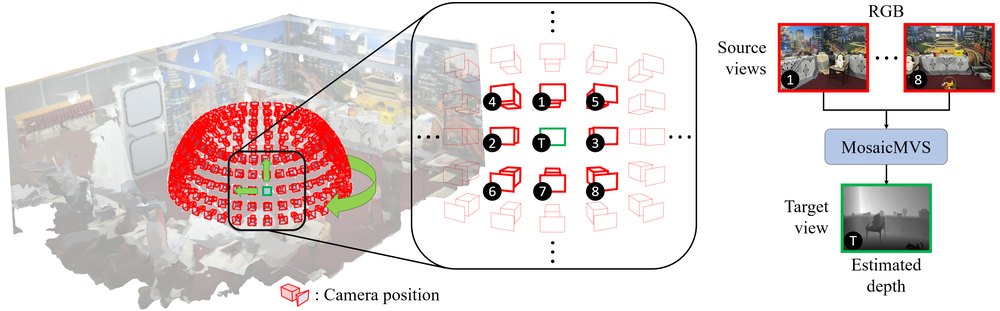 : Camera position
4
1
5
2
T
3
6
7
8
RGB
Source
views
1
8
MosaicMVS
Target
view
T
Estimated
depth